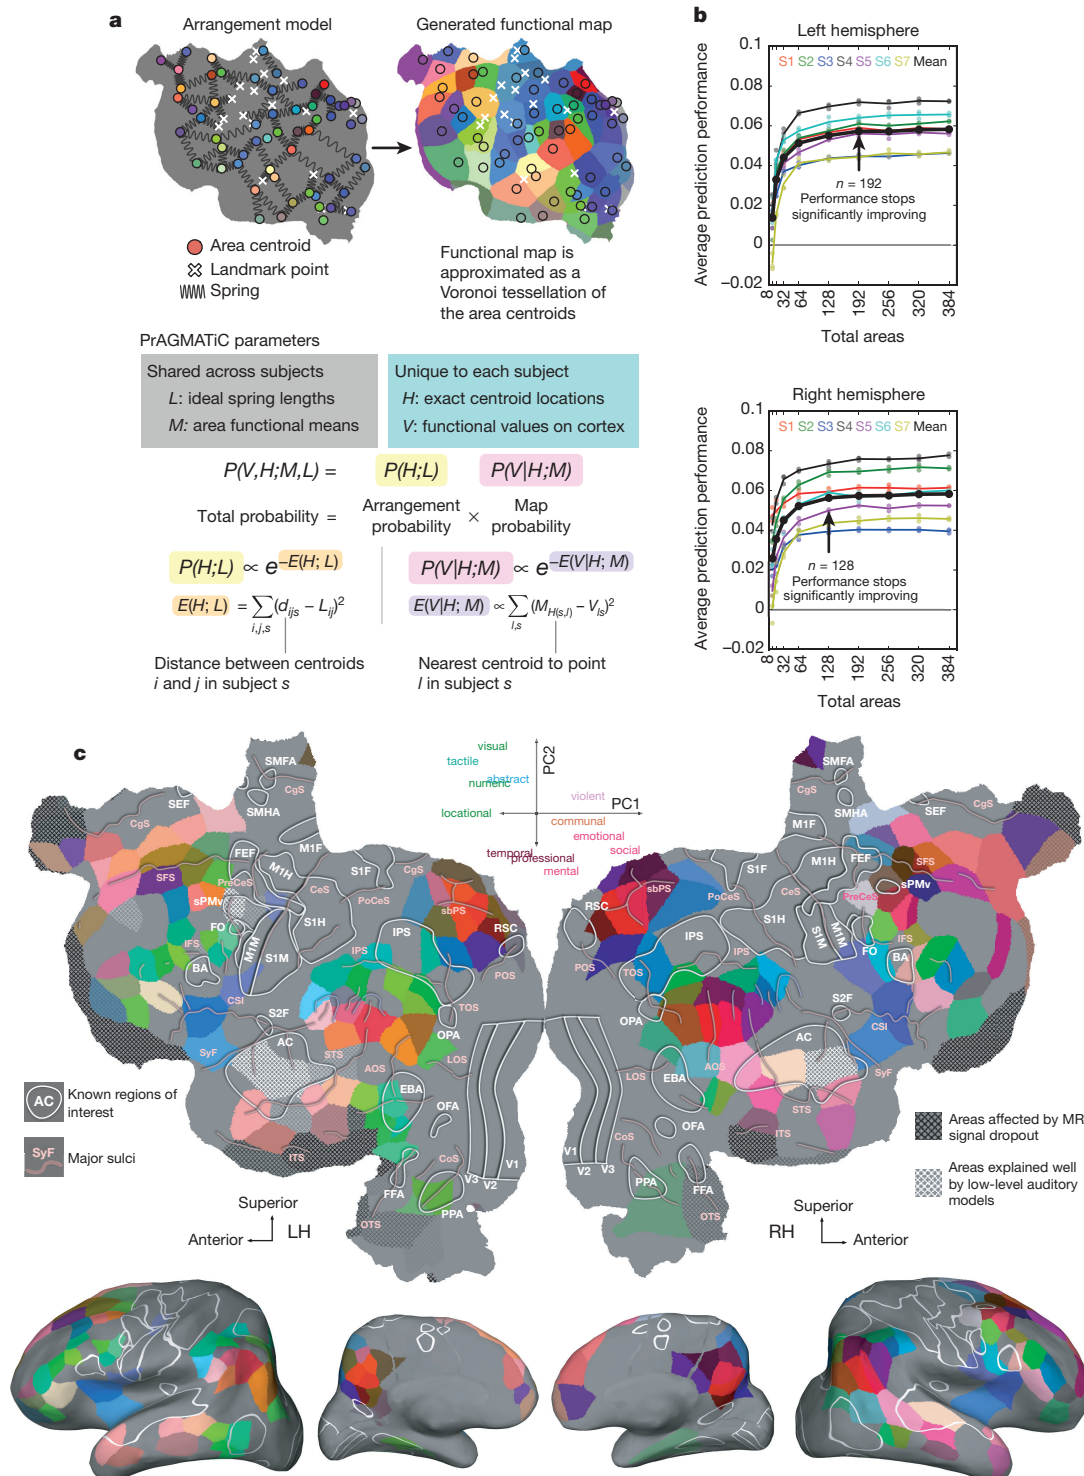 a
Arrangement model
Generated functional map
Area centroid
Landmark point
Spring
Functional map is
approximated as a
Voronoi tessellation of
the area centroids
PrAGMATiC parameters
Shared across subjects
L: ideal spring lengths
M: area functional means
Unique to each subject
H: exact centroid locations
V: functional values on cortex
P(V,H;M,L) = P(H;L) P(V|H;M)
Total probability = Arrangement probability × Map probability
P(H;L) ∝ e^–E(H; L)
P(V|H;M) ∝ e^–E(V|H; M)
E(H; L) = ∑i,j,s (dijs – Lij)²
E(V|H; M) ∝ ∑l,s (MH(s,l) – Vls)²
Distance between centroids
i and j in subject s
Nearest centroid to point
l in subject s
b
Left hemisphere
S1 S2 S3 S4 S5 S6 S7 Mean
Average prediction performance
0.1
0.08
0.06
0.04
0.02
0
–0.02
n = 192
Performance stops
significantly improving
8 32 64 128 192 256 320 384
Total areas
Right hemisphere
S1 S2 S3 S4 S5 S6 S7 Mean
Average prediction performance
0.1
0.08
0.06
0.04
0.02
0
–0.02
n = 128
Performance stops
significantly improving
8 32 64 128 192 256 320 384
Total areas
c
visual
tactile
abstract
numeric
locational
violent
communal
emotional
social
temporal
professional
mental
PC2
PC1
SMFA
CgS
SEF
SMHA
CgS
M1F
FEF
M1H
S1F
CgS
SFS
PreCeS
CeS
PoCeS
sbPS
sPMv
S1H
RSC
FO
IPS
IFS
M1M
S1M
IPS
POS
BA
CSI
TOS
S2F
OPA
AC
SyF
STS
AOS
LOS
EBA
OFA
ITS
CoS
V1
V2
V3
FFA
PPA
OTS
SMFA
CgS
SEF
SMHA
M1F
M1H
FEF
SFS
S1F
sbPS
PoCeS
CeS
PreCeS
sPMv
RSC
S1H
IPS
S1M
M1M
FO
IFS
IPS
BA
POS
TOS
S2F
OPA
CSI
AC
LOS
AOS
SyF
EBA
STS
OFA
ITS
CoS
V1
V2
V3
PPA
FFA
OTS
AC
Known regions of
interest
SyF
Major sulci
Areas affected by MR
signal dropout
Areas explained well
by low-level auditory
models
Superior
Anterior
LH
Superior
RH
Anterior